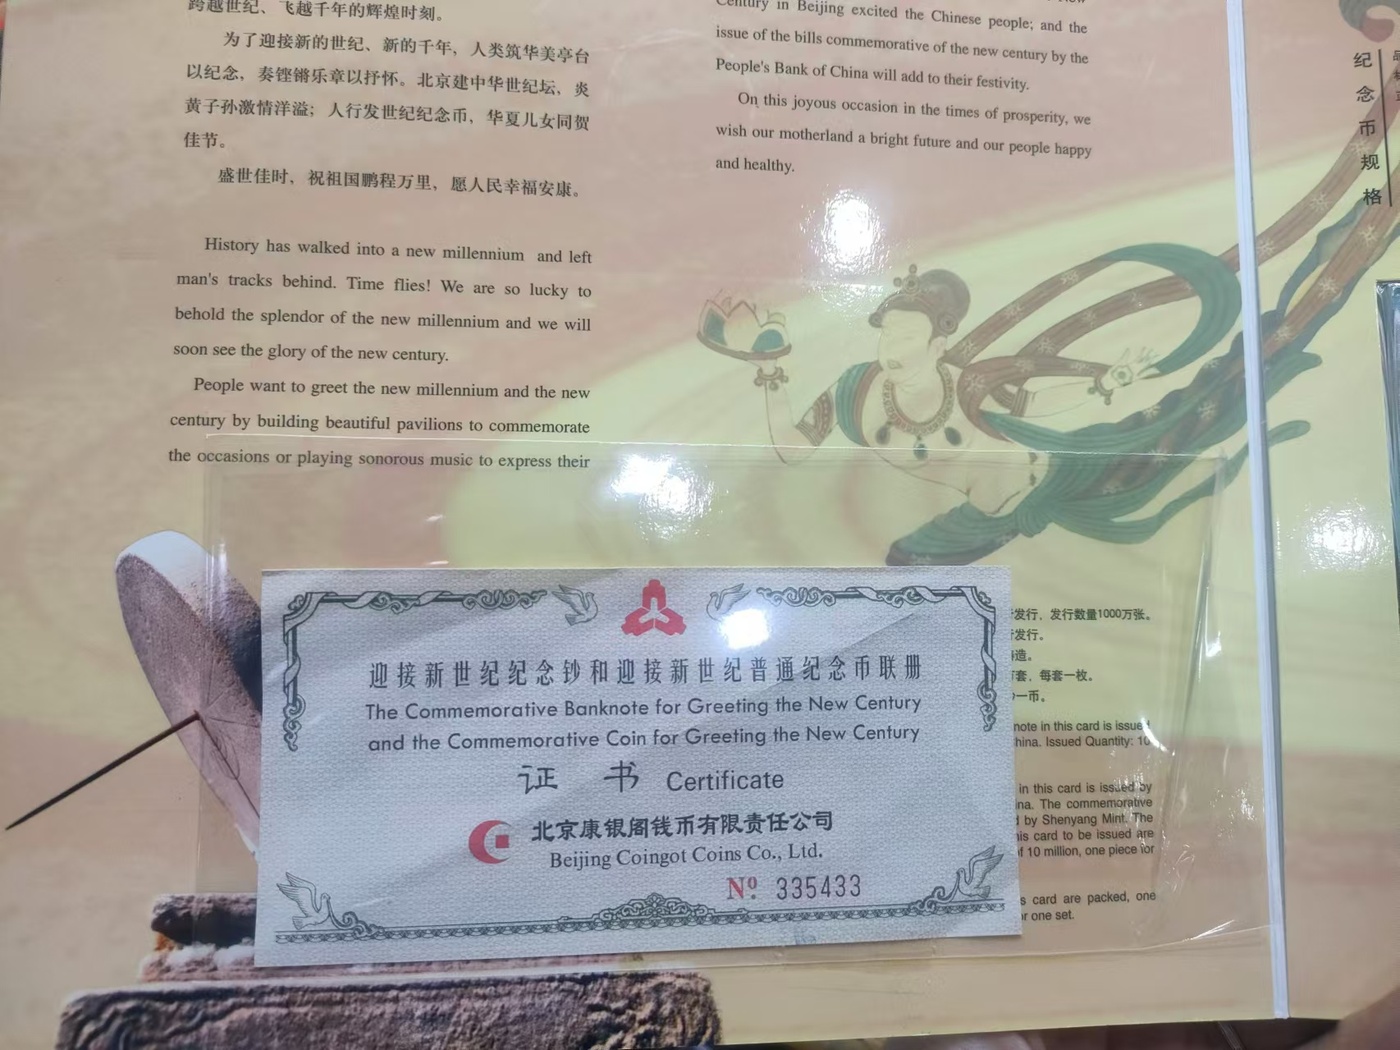 跨越世纪、飞越千年的辉煌时刻。
为了迎接新的世纪、新的千年，人类筑华美亭台
以纪念，奏铿锵乐章以抒怀。北京建中华世纪坛，炎
黄子孙激情洋溢；人行发世纪纪念币，华夏儿女同贺
佳节。
盛世佳时，祝祖国鹏程万里，愿人民幸福安康。
History has walked into a new millennium and left
man's tracks behind. Time flies! We are so lucky to
behold the splendor of the new millennium and we will
soon see the glory of the new century.
People want to greet the new millennium and the new
century by building beautiful pavilions to commemorate
the occasions or playing sonorous music to express their
Century in Beijing excited the Chinese people; and the
issue of the bills commemorative of the new century by the
People's Bank of China will add to their festivity.
On this joyous occasion in the times of prosperity, we
wish our motherland a bright future and our people happy
and healthy.
纪念币规格
迎接新世纪纪念钞和迎接新世纪普通纪念币联册
The Commemorative Banknote for Greeting the New Century
and the Commemorative Coin for Greeting the New Century
证书 Certificate
北京康银阁钱币有限责任公司
Beijing Coingot Coins Co., Ltd.
Nº 335433
发行，发行数量1000万张。
发行。
造。
套，每套一枚。
一币。
note in this card is issued
hina. Issued Quantity: 10
in this card is issued by
na. The commemorative
d by Shenyang Mint. The
his card to be issued are
of 10 million, one piece for
s card are packed, one
or one set.